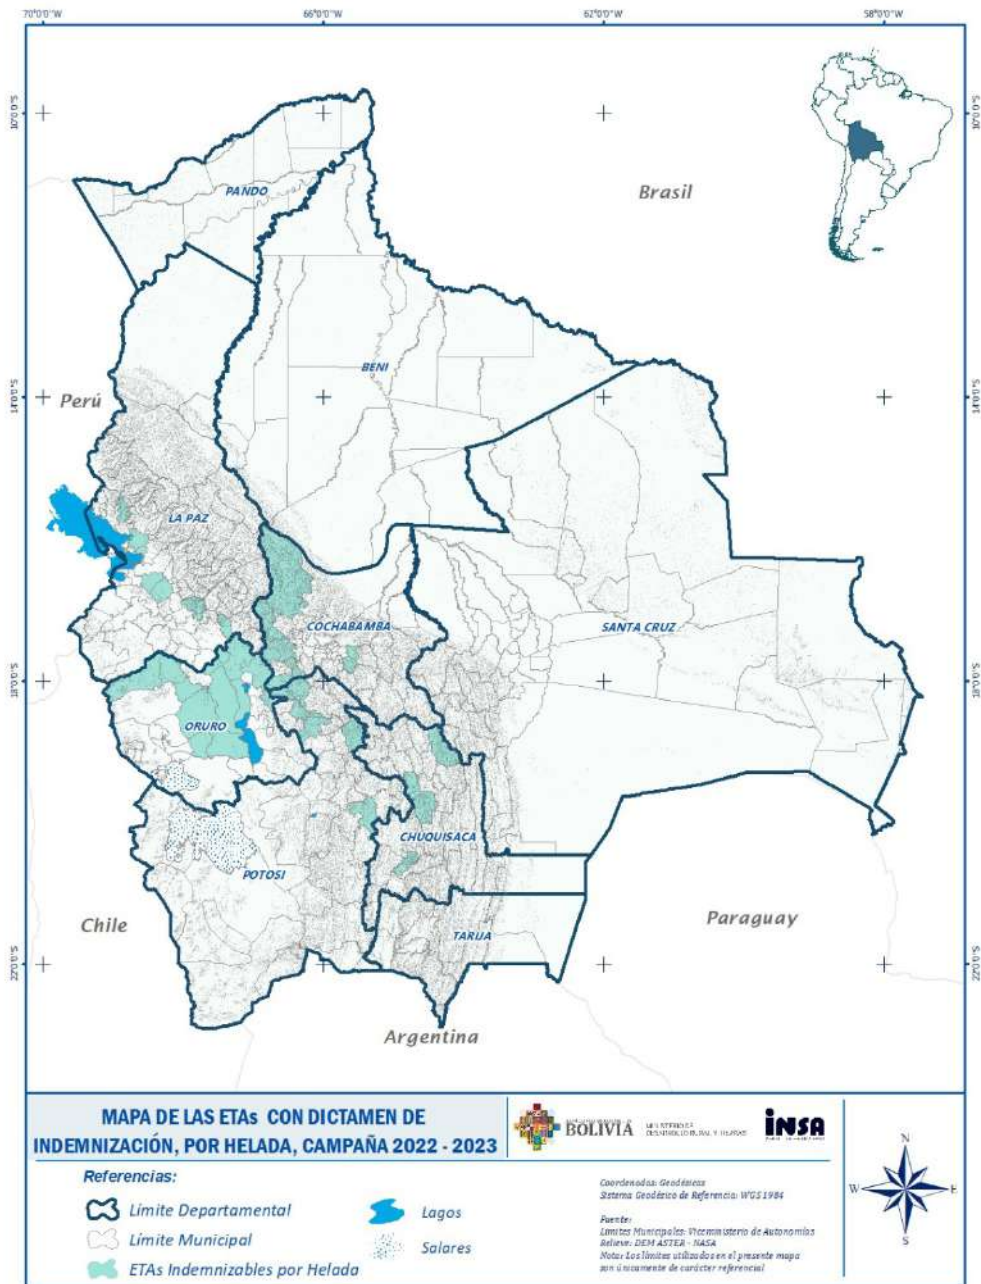 70°0'0"W 66°0'0"W 62°0'0"W 58°0'0"W
10°0'0"S 10°0'0"S
Brasil
PANDO
BENI
Perú
14°0'0"S 14°0'0"S
LA PAZ
COCHABAMBA
SANTA CRUZ
18°0'0"S 18°0'0"S
ORURO
CHUQUISACA
POTOSI
Chile
Paraguay
TARIJA
22°0'0"S 22°0'0"S
Argentina
MAPA DE LAS ETAs CON DICTAMEN DE
INDEMNIZACIÓN, POR HELADA, CAMPAÑA 2022 - 2023
BOLIVIA
MINISTERIO DE
DESARROLLO RURAL Y TIERRAS
INSA
Referencias:
Límite Departamental
Límite Municipal
ETAs Indemnizables por Helada
Lagos
Salares
Coordenadas: Geodésicas
Sistema Geodésico de Referencia: WGS 1984
Fuente:
Límites Municipales: Viceministerio de Autonomías
Relieve: DEM ASTER - NASA
Nota: Los límites utilizados en el presente mapa
son únicamente de carácter referencial
N
W E
S